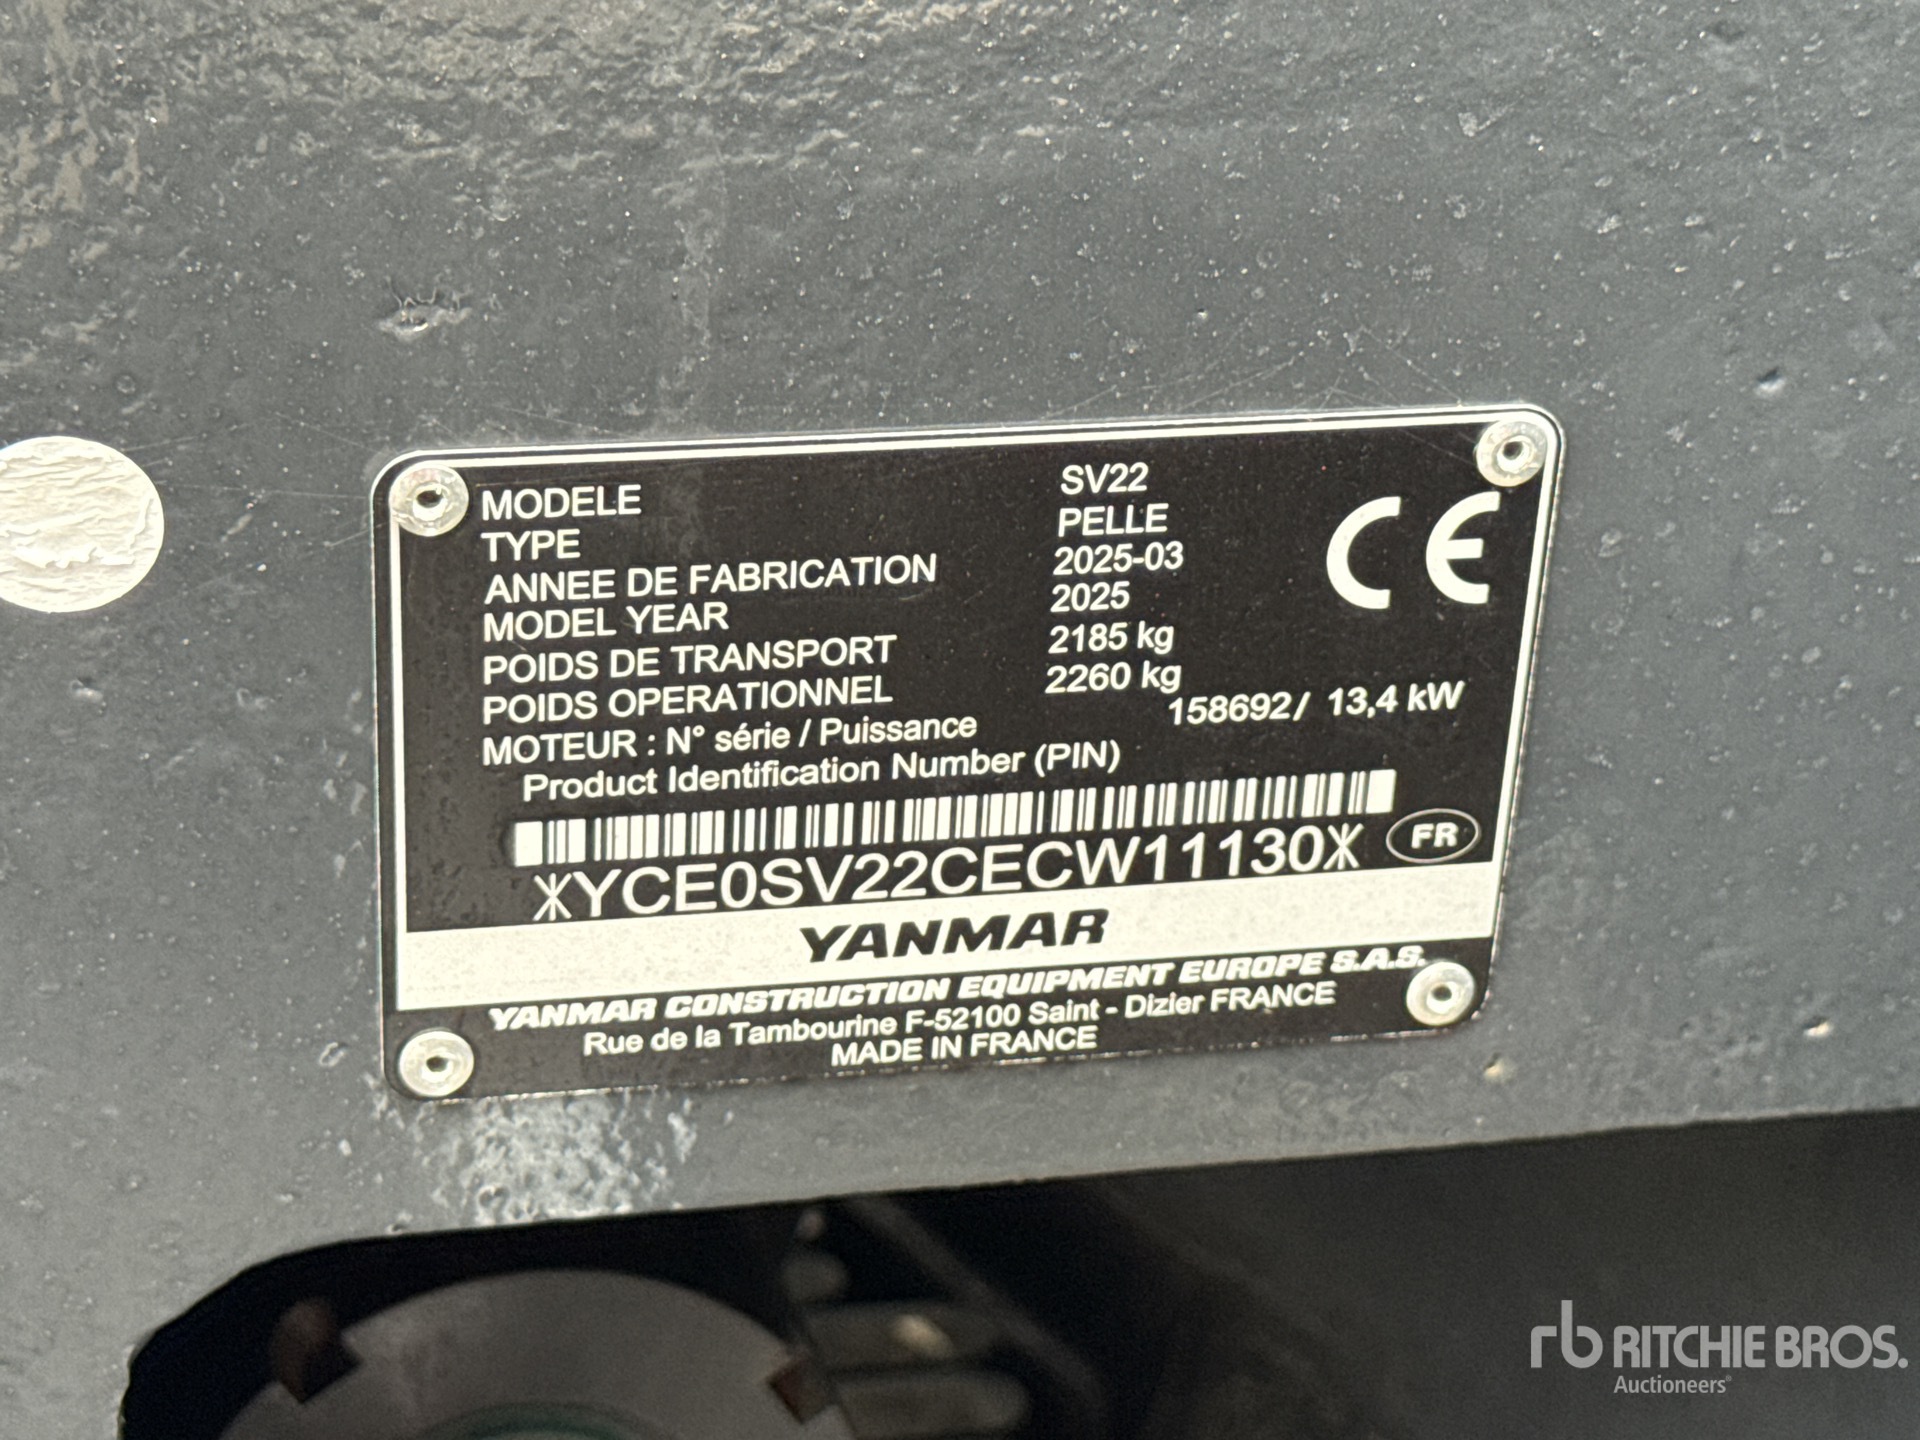 MODELE SV22
TYPE PELLE
ANNEE DE FABRICATION 2025-03
MODEL YEAR 2025
POIDS DE TRANSPORT 2185 kg
POIDS OPERATIONNEL 2260 kg
MOTEUR : N° série / Puissance 158692/ 13,4 kW
Product Identification Number (PIN)
YCE0SV22CECW11130
FR
CE
YANMAR
YANMAR CONSTRUCTION EQUIPMENT EUROPE S.A.S.
Rue de la Tambourine F-52100 Saint - Dizier FRANCE
MADE IN FRANCE
rb RITCHIE BROS.
Auctioneers